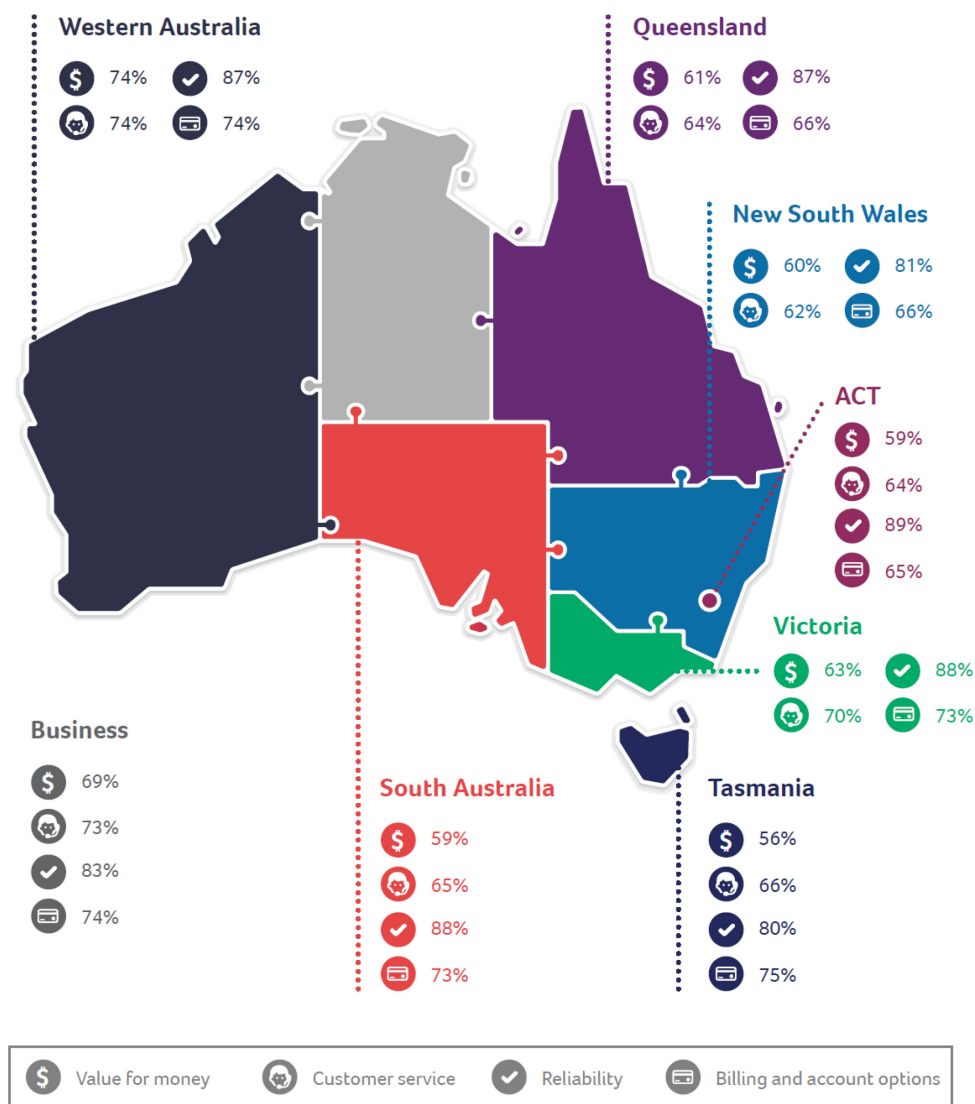 Western Australia
74% 87%
74% 74%
Queensland
61% 87%
64% 66%
New South Wales
60% 81%
62% 66%
ACT
59%
64%
89%
65%
Victoria
63% 88%
70% 73%
Business
69%
73%
83%
74%
South Australia
59%
65%
88%
73%
Tasmania
56%
66%
80%
75%
$ Value for money Customer service Reliability Billing and account options